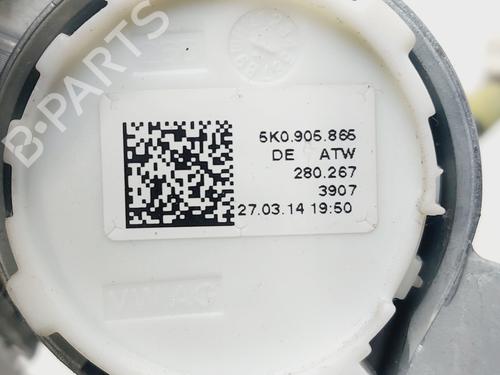 B-PARTS
5K0.905.865
DE ATW
280.267
3907
27.03.14 19:50
VW AG